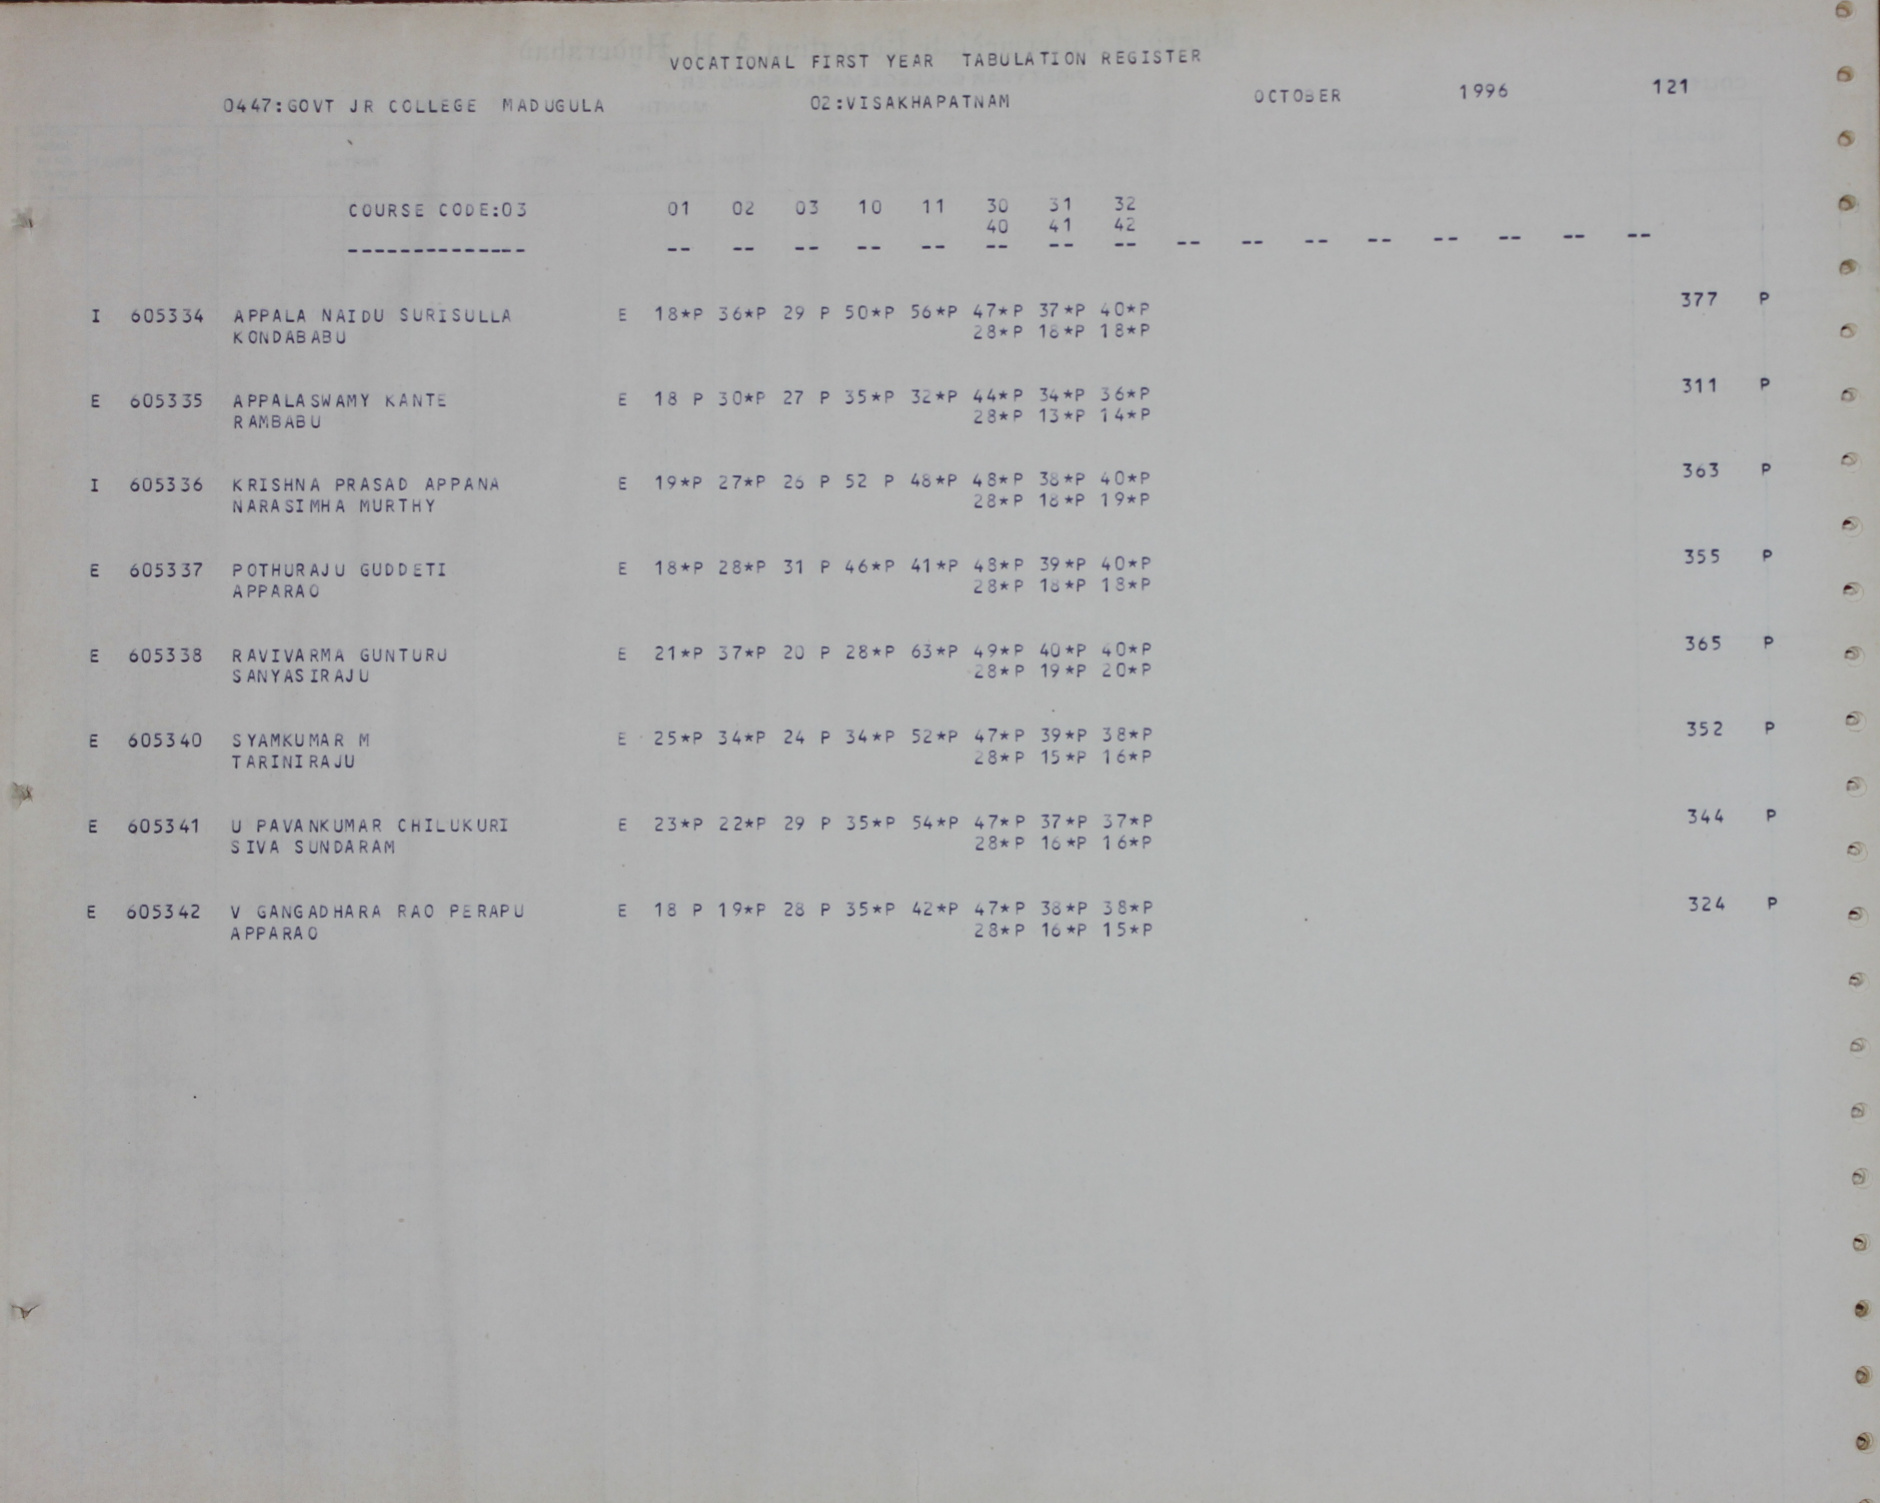 VOCATIONAL FIRST YEAR TABULATION REGISTER
0447:GOVT JR COLLEGE MADUGULA 02:VISAKHAPATNAM OCTOBER 1996 121
COURSE CODE:03 01 02 03 10 11 30 31 32
40 41 42
-------------- -- -- -- -- -- -- -- -- -- -- -- -- -- -- -- --
I 605334 APPALA NAIDU SURISULLA E 18*P 36*P 29 P 50*P 56*P 47*P 37*P 40*P 377 P
KONDABABU 28*P 18*P 18*P
E 605335 APPALASWAMY KANTE E 18 P 30*P 27 P 35*P 32*P 44*P 34*P 36*P 311 P
RAMBABU 28*P 13*P 14*P
I 605336 KRISHNA PRASAD APPANA E 19*P 27*P 26 P 52 P 48*P 48*P 38*P 40*P 363 P
NARASIMHA MURTHY 28*P 18*P 19*P
E 605337 POTHURAJU GUDDETI E 18*P 28*P 31 P 46*P 41*P 48*P 39*P 40*P 355 P
APPARAO 28*P 18*P 18*P
E 605338 RAVIVARMA GUNTURU E 21*P 37*P 20 P 28*P 63*P 49*P 40*P 40*P 365 P
SANYASIRAJU 28*P 19*P 20*P
E 605340 SYAMKUMAR M E 25*P 34*P 24 P 34*P 52*P 47*P 39*P 38*P 352 P
TARINIRAJU 28*P 15*P 16*P
E 605341 U PAVANKUMAR CHILUKURI E 23*P 22*P 29 P 35*P 54*P 47*P 37*P 37*P 344 P
SIVA SUNDARAM 28*P 16*P 16*P
E 605342 V GANGADHARA RAO PERAPU E 18 P 19*P 28 P 35*P 42*P 47*P 38*P 38*P 324 P
APPARAO 28*P 16*P 15*P